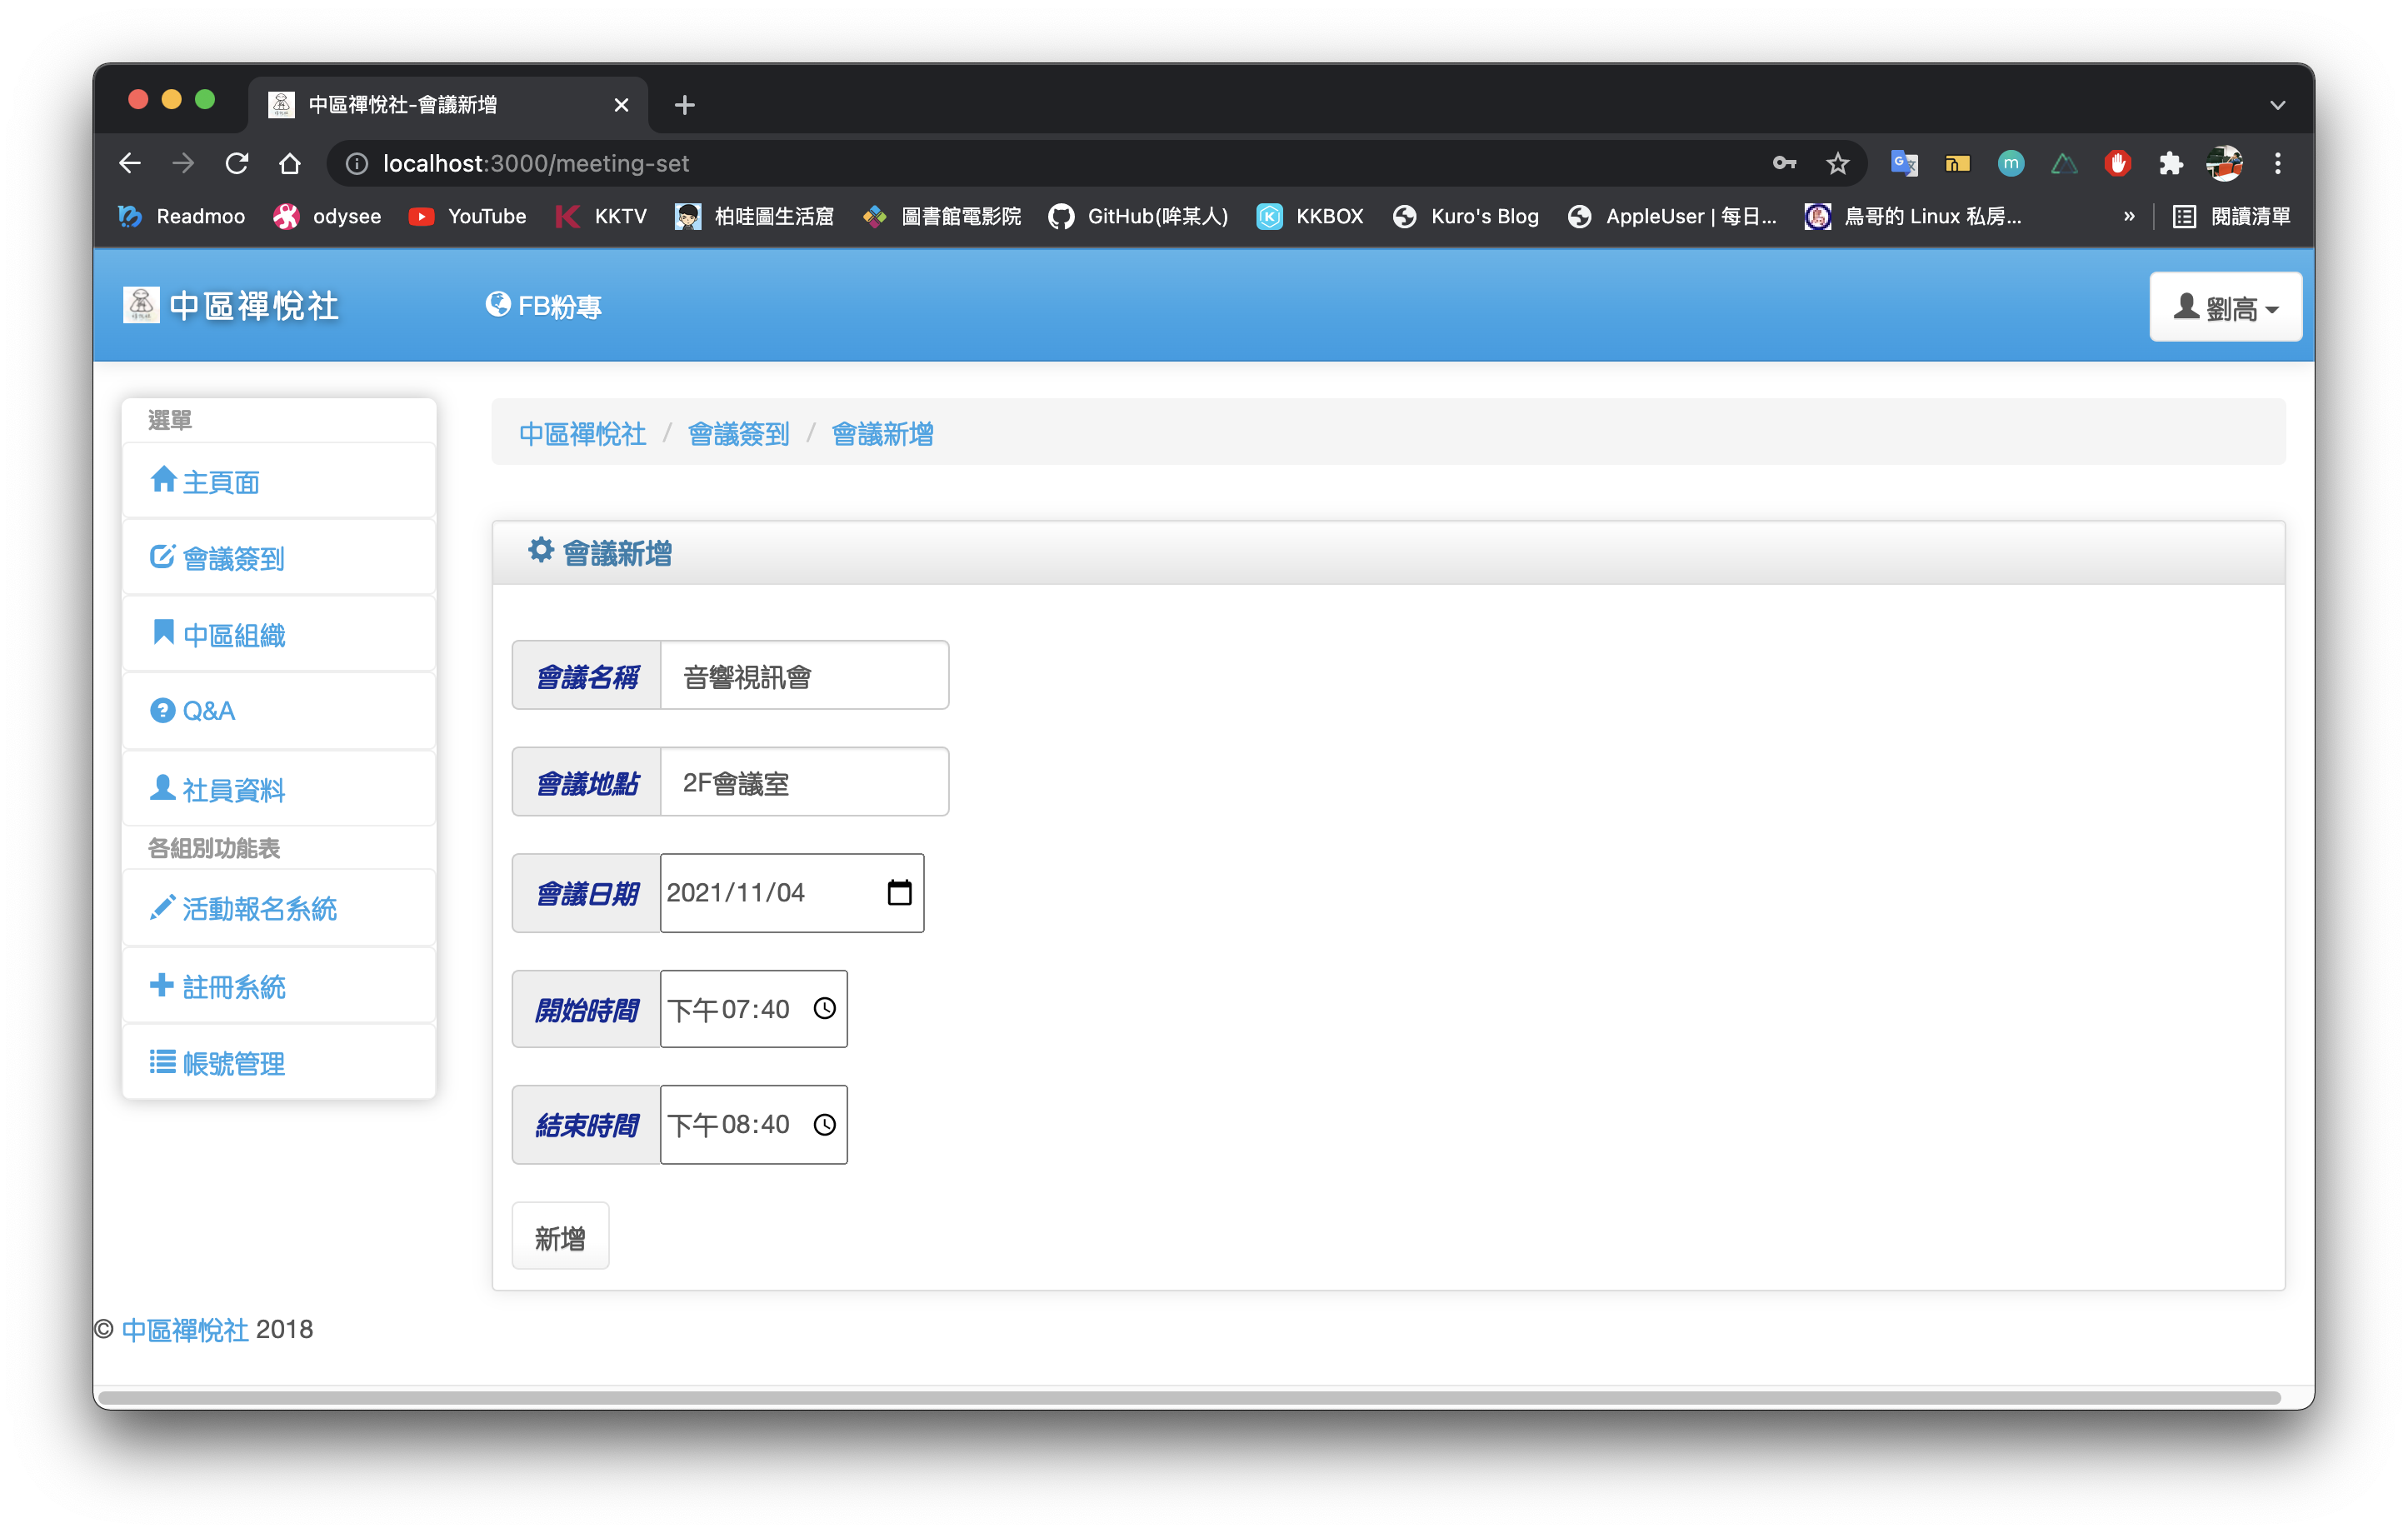 中區禪悅社-會議新增
localhost:3000/meeting-set
Readmoo odysee YouTube KKTV 柏哇圖生活窩 圖書館電影院 GitHub(哞某人) KKBOX Kuro's Blog AppleUser | 每日... 鳥哥的 Linux 私房... » 閱讀清單
中區禪悅社 FB粉專 劉高
選單
主頁面
會議簽到
中區組織
Q&A
社員資料
各組別功能表
活動報名系統
註冊系統
帳號管理
中區禪悅社 / 會議簽到 / 會議新增
會議新增
會議名稱 音響視訊會
會議地點 2F會議室
會議日期 2021/11/04
開始時間 下午07:40
結束時間 下午08:40
新增
© 中區禪悅社 2018